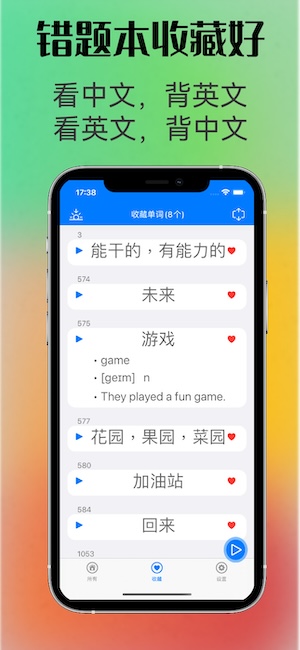 错题本收藏好
看中文，背英文
看英文，背中文
17:38
收藏单词(8个)
3
能干的，有能力的
574
未来
575
游戏
• game
• [geɪm] n
• They played a fun game.
577
花园，果园，菜园
580
加油站
584
回来
1053
所有
收藏
设置